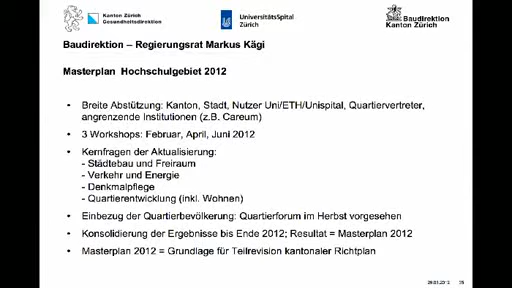 Kanton Zürich
Gesundheitsdirektion
UniversitätsSpital
Zürich
Baudirektion
Kanton Zürich
Baudirektion – Regierungsrat Markus Kägi
Masterplan Hochschulgebiet 2012
• Breite Abstützung: Kanton, Stadt, Nutzer Uni/ETH/Unispital, Quartiervertreter,
angrenzende Institutionen (z.B. Careum)
• 3 Workshops: Februar, April, Juni 2012
• Kernfragen der Aktualisierung:
- Städtebau und Freiraum
- Verkehr und Energie
- Denkmalpflege
- Quartierentwicklung (inkl. Wohnen)
• Einbezug der Quartierbevölkerung: Quartierforum im Herbst vorgesehen
• Konsolidierung der Ergebnisse bis Ende 2012; Resultat = Masterplan 2012
• Masterplan 2012 = Grundlage für Teilrevision kantonaler Richtplan